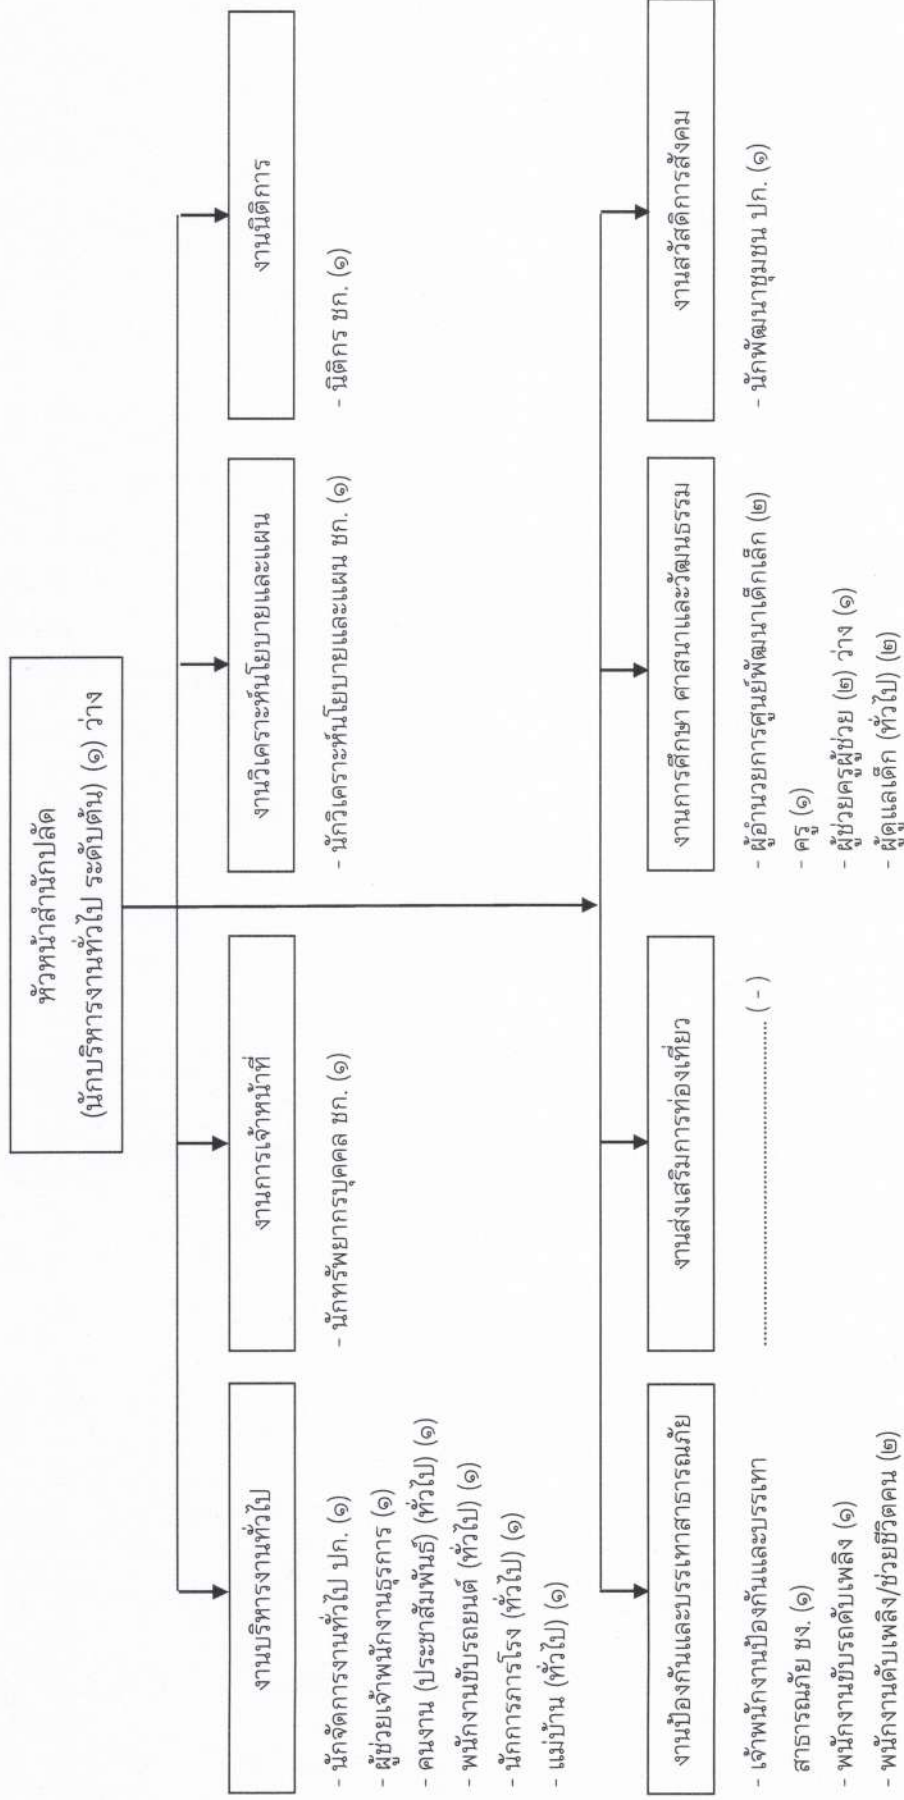 หัวหน้าสำนักปลัด
(นักบริหารงานทั่วไป ระดับต้น) (๑) ว่าง
งานบริหารงานทั่วไป
- นักจัดการงานทั่วไป ปก. (๑)
- ผู้ช่วยเจ้าพนักงานธุรการ (๑)
- คนงาน (ประชาสัมพันธ์) (ทั่วไป) (๑)
- พนักงานขับรถยนต์ (ทั่วไป) (๑)
- นักการภารโรง (ทั่วไป) (๑)
- แม่บ้าน (ทั่วไป) (๑)
งานการเจ้าหน้าที่
- นักทรัพยากรบุคคล ชก. (๑)
งานวิเคราะห์นโยบายและแผน
- นักวิเคราะห์นโยบายและแผน ชก. (๑)
งานนิติการ
- นิติกร ชก. (๑)
งานป้องกันและบรรเทาสาธารณภัย
- เจ้าพนักงานป้องกันและบรรเทา
สาธารณภัย ชง. (๑)
- พนักงานขับรถดับเพลิง (๑)
- พนักงานดับเพลิง/ช่วยชีวิตคน (๒)
งานส่งเสริมการท่องเที่ยว
........................................................ ( - )
งานการศึกษา ศาสนาและวัฒนธรรม
- ผู้อำนวยการศูนย์พัฒนาเด็กเล็ก (๒)
- ครู (๑)
- ผู้ช่วยครูผู้ช่วย (๒) ว่าง (๑)
- ผู้ดูแลเด็ก (ทั่วไป) (๒)
งานสวัสดิการสังคม
- นักพัฒนาชุมชน ปก. (๑)